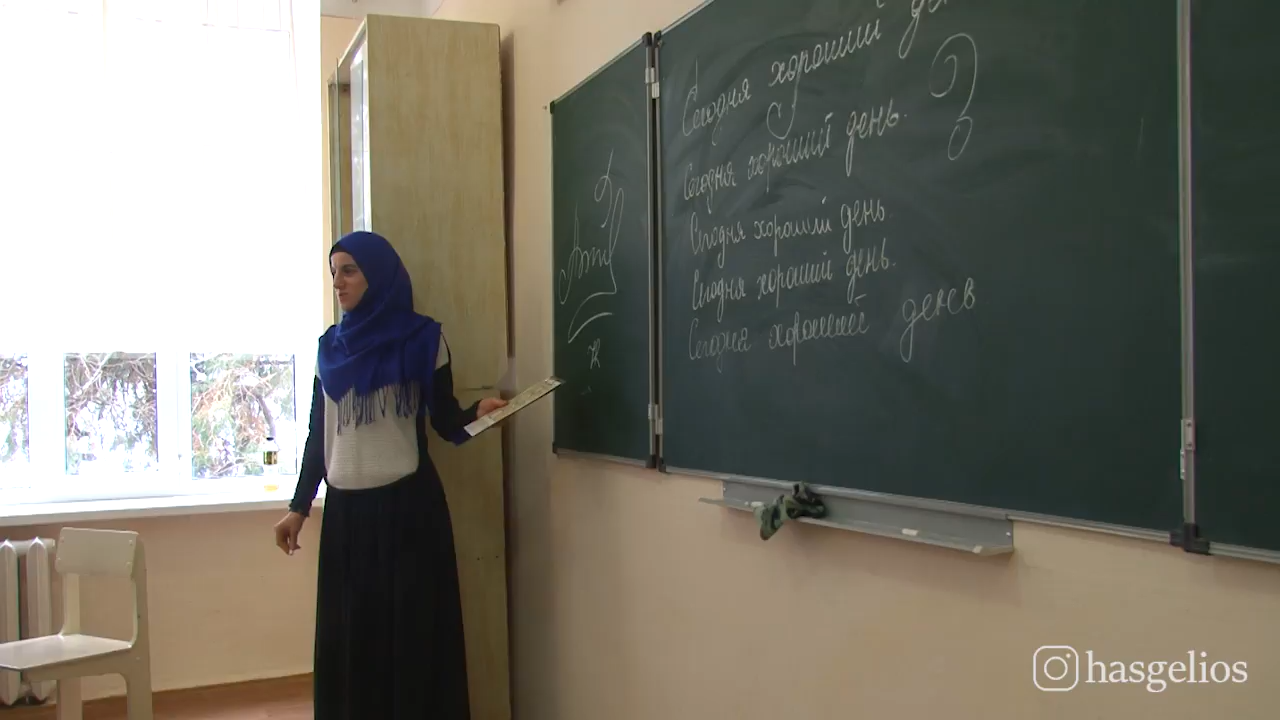 Сегодня хороший
Сегодня хороший день.
Сегодня хороший день
Сегодня хороший день.
Сегодня хороший день
hasgelios